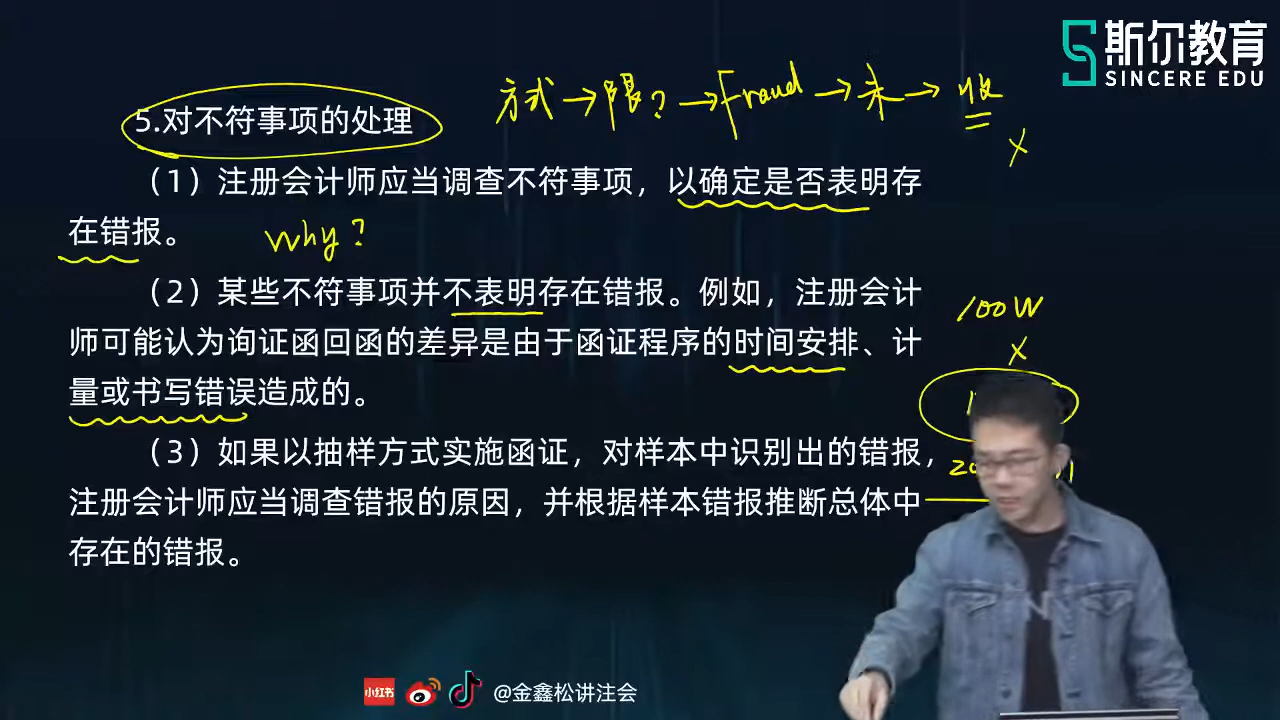 斯尔教育
SINCERE EDU
方式→限?→Fraud→未→收
X
5.对不符事项的处理
(1)注册会计师应当调查不符事项,以确定是否表明存
在错报。
Why?
(2)某些不符事项并不表明存在错报。例如,注册会计
师可能认为询证函回函的差异是由于函证程序的时间安排、计
量或书写错误造成的。
100W
X
(3)如果以抽样方式实施函证,对样本中识别出的错报,
注册会计师应当调查错报的原因,并根据样本错报推断总体中
存在的错报。
小红书
@金鑫松讲注会